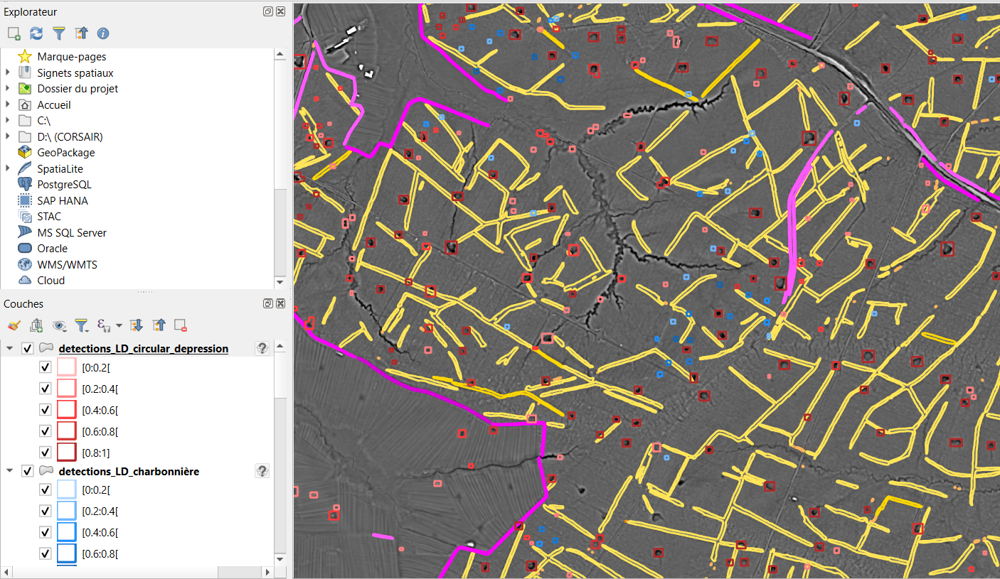 Explorateur
Marque-pages
Signets spatiaux
Dossier du projet
Accueil
C:\
D:\ (CORSAIR)
GeoPackage
SpatiaLite
PostgreSQL
SAP HANA
STAC
MS SQL Server
Oracle
WMS/WMTS
Cloud
Couches
detections_LD_circular_depression
[0:0.2[
[0.2:0.4[
[0.4:0.6[
[0.6:0.8[
[0.8:1]
detections_LD_charbonnière
[0:0.2[
[0.2:0.4[
[0.4:0.6[
[0.6:0.8[